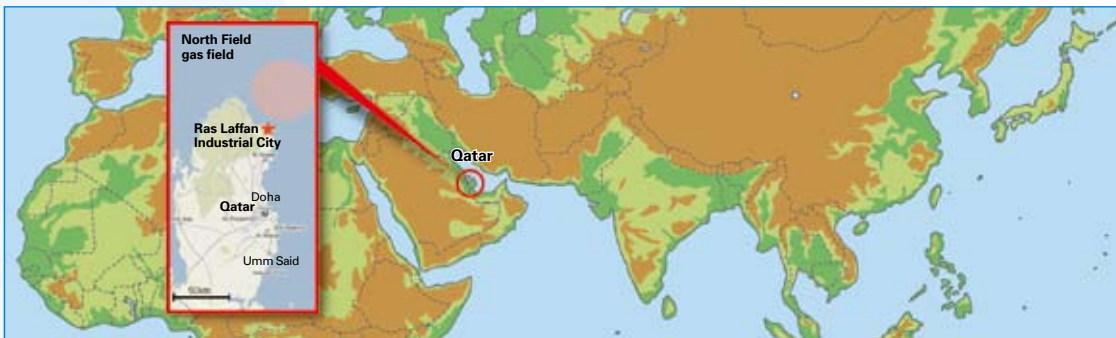 North Field
gas field
Ras Laffan
Industrial City
Qatar
Doha
Qatar
Umm Said